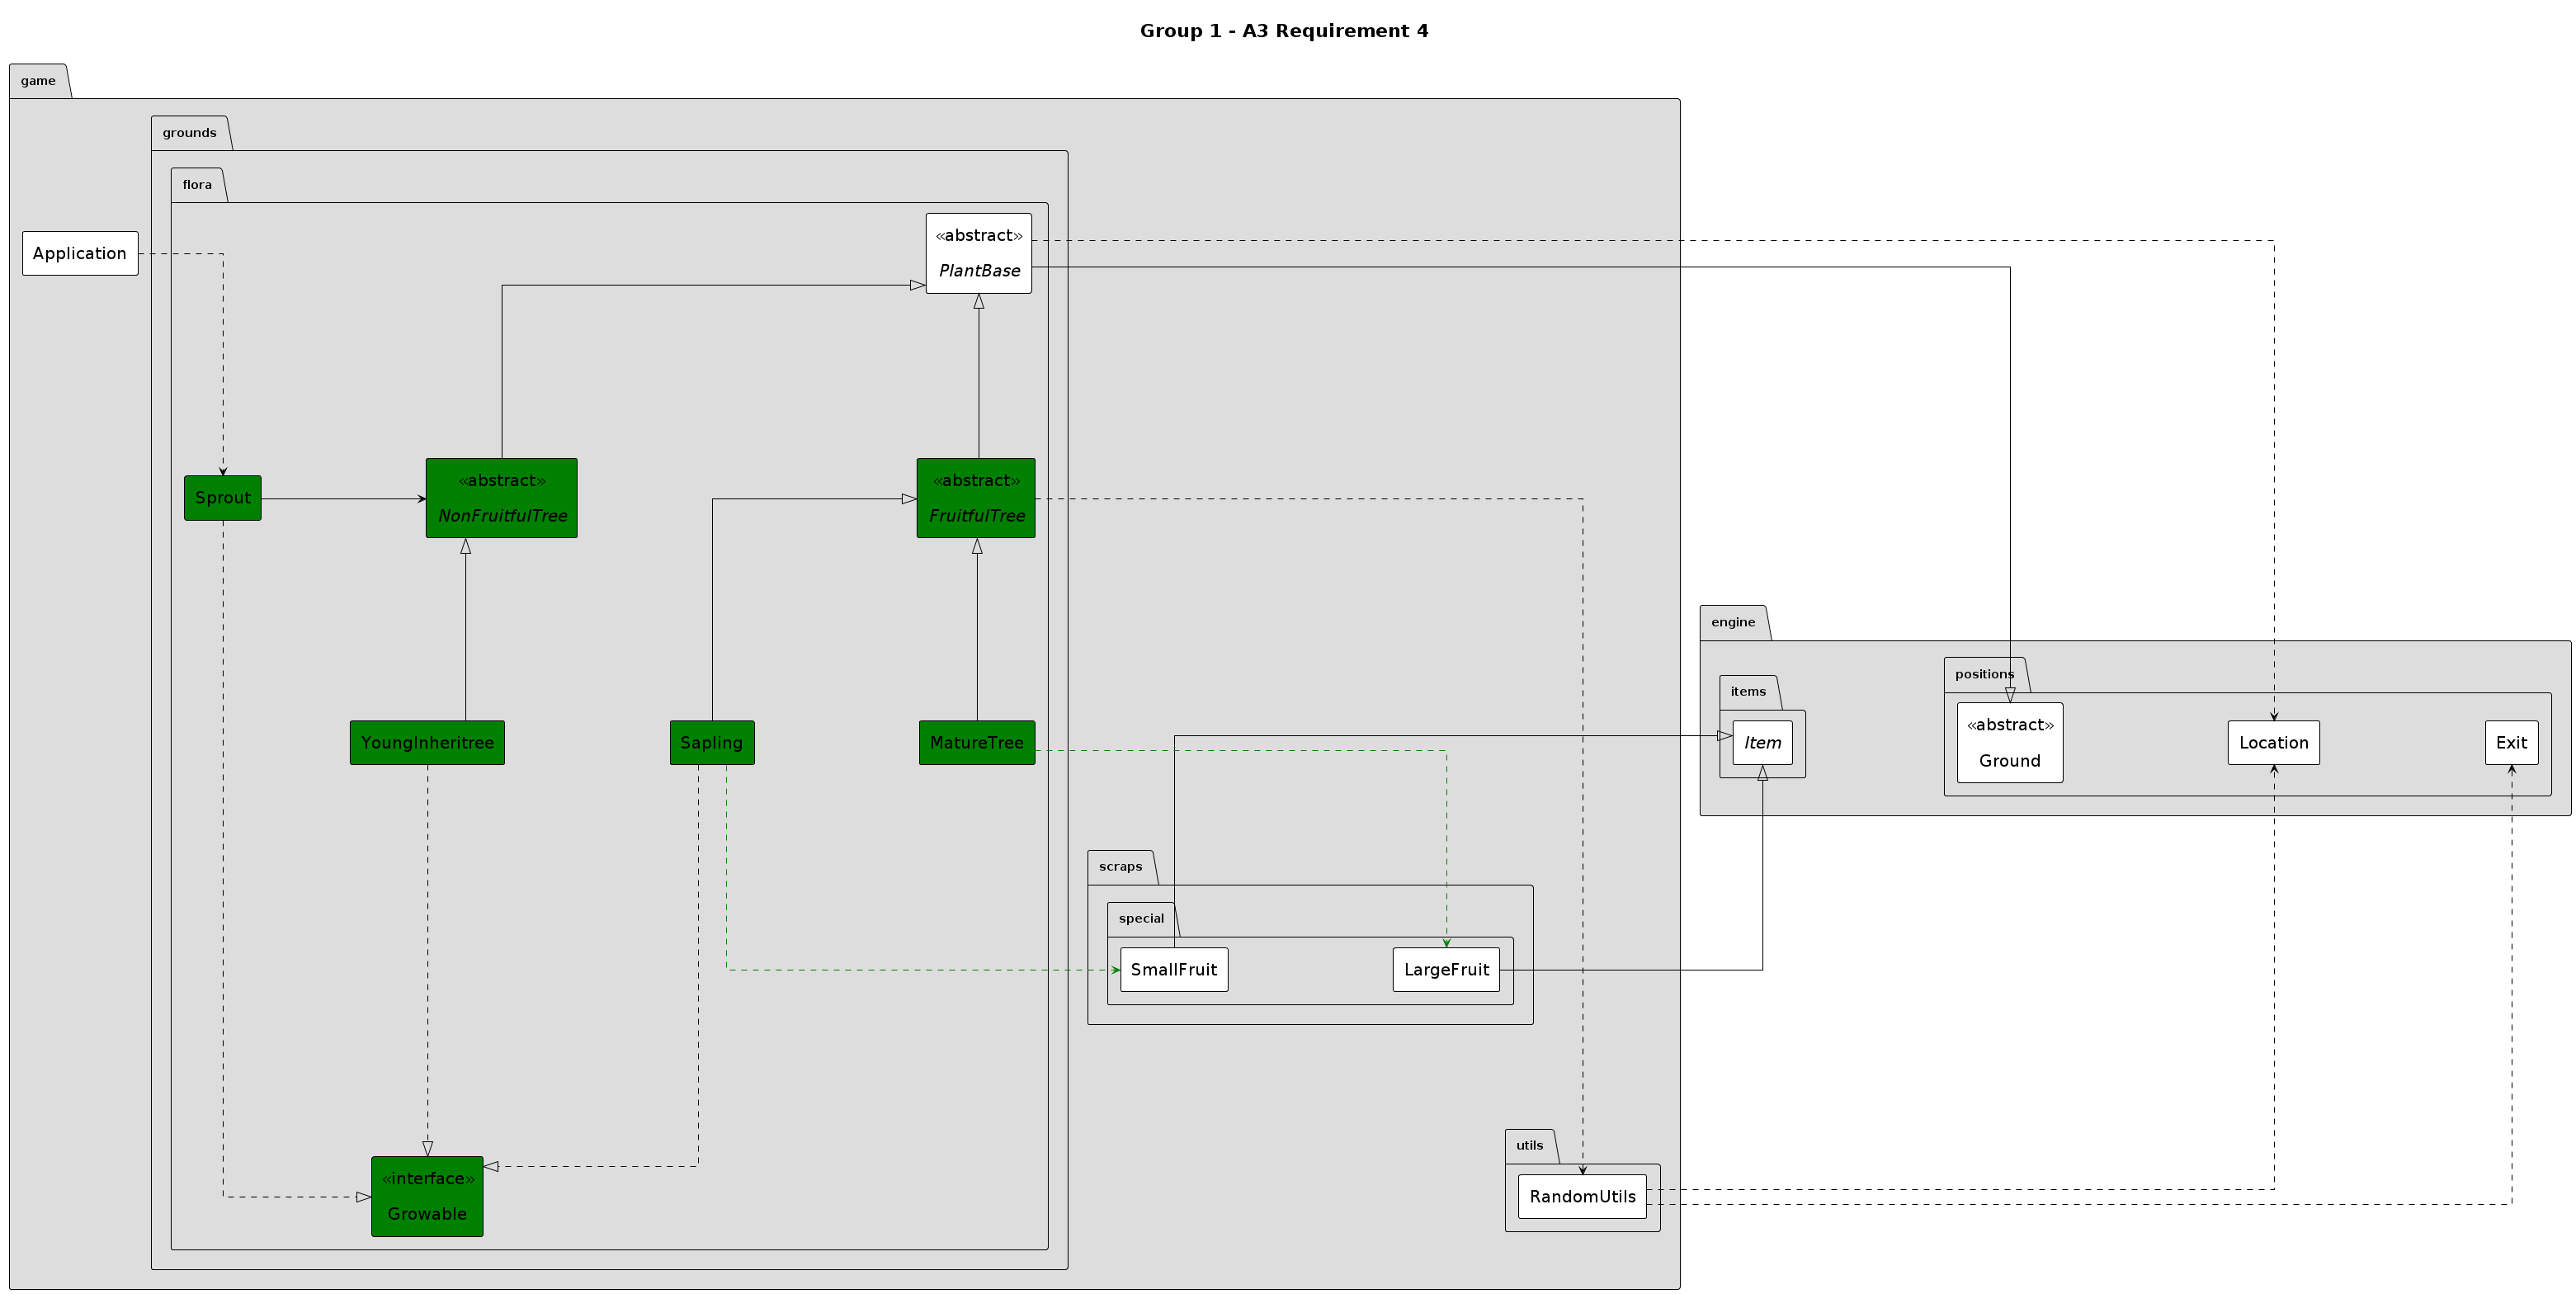 Group 1 - A3 Requirement 4
game
grounds
flora
Application
«abstract»
PlantBase
Sprout
«abstract»
NonFruitfulTree
«abstract»
FruitfulTree
YoungInheritree
Sapling
MatureTree
«interface»
Growable
scraps
special
SmallFruit
LargeFruit
utils
RandomUtils
engine
items
Item
positions
«abstract»
Ground
Location
Exit